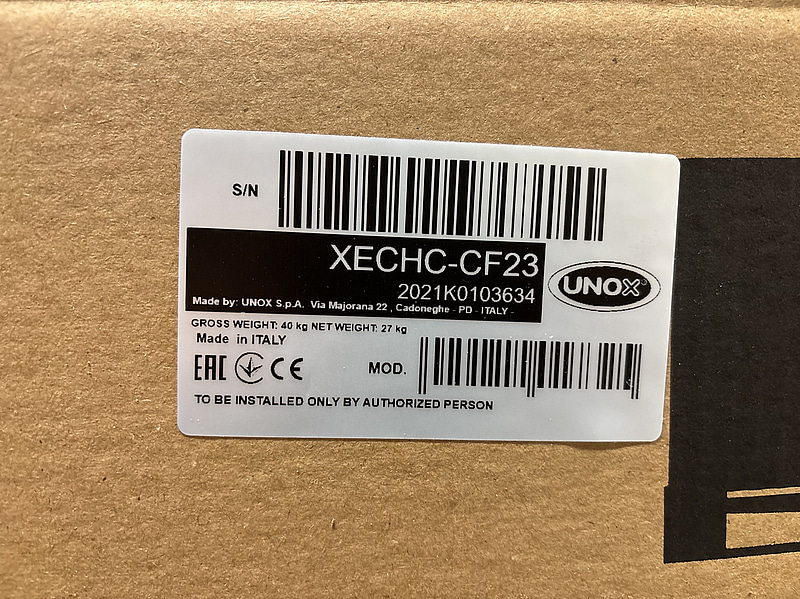 S/N
XECHC-CF23
2021K0103634
Made by: UNOX S.p.A. Via Majorana 22 , Cadoneghe - PD - ITALY -
UNOX®
GROSS WEIGHT: 40 kg NET WEIGHT: 27 kg
Made in ITALY
EAC CE
MOD.
TO BE INSTALLED ONLY BY AUTHORIZED PERSON